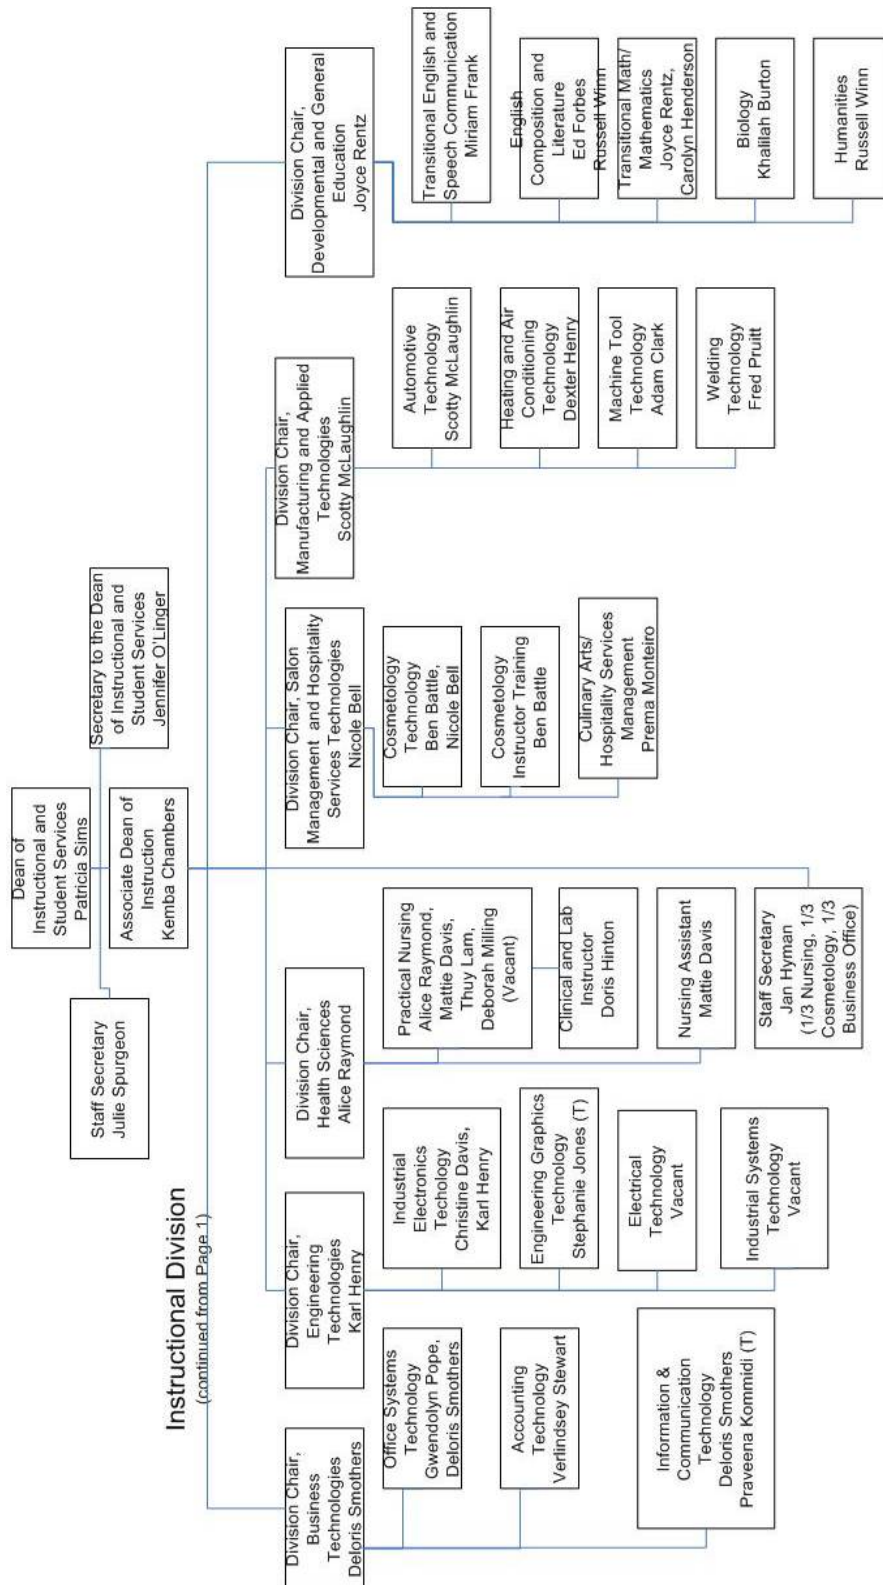 Instructional Division
(continued from Page 1)
Dean of
Instructional and
Student Services
Patricia Sims
Staff Secretary
Julie Spurgeon
Associate Dean of
Instruction
Kemba Chambers
Secretary to the Dean
of Instructional and
Student Services
Jennifer O'Linger
Division Chair,
Business
Technologies
Deloris Smothers
Office Systems
Technology
Gwendolyn Pope,
Deloris Smothers
Accounting
Technology
Verlindsey Stewart
Information &
Communication
Technology
Deloris Smothers
Praveena Kommidi (T)
Division Chair,
Engineering
Technologies
Karl Henry
Industrial
Electronics
Techology
Christine Davis,
Karl Henry
Engineering Graphics
Technology
Stephanie Jones (T)
Electrical
Technology
Vacant
Industrial Systems
Technology
Vacant
Division Chair,
Health Sciences
Alice Raymond
Practical Nursing
Alice Raymond,
Mattie Davis,
Thuy Lam,
Deborah Milling
(Vacant)
Clinical and Lab
Instructor
Doris Hinton
Nursing Assistant
Mattie Davis
Staff Secretary
Jan Hyman
(1/3 Nursing, 1/3
Cosmetology, 1/3
Business Office)
Division Chair, Salon
Management and Hospitality
Services Technologies
Nicole Bell
Cosmetology
Technology
Ben Battle,
Nicole Bell
Cosmetology
Instructor Training
Ben Battle
Culinary Arts/
Hospitality Services
Management
Prema Monteiro
Division Chair,
Manufacturing and Applied
Technologies
Scotty McLaughlin
Automotive
Technology
Scotty McLaughlin
Heating and Air
Conditioning
Technology
Dexter Henry
Machine Tool
Technology
Adam Clark
Welding
Technology
Fred Pruitt
Division Chair,
Developmental and General
Education
Joyce Rentz
Transitional English and
Speech Communication
Miriam Frank
English
Composition and
Literature
Ed Forbes
Russell Winn
Transitional Math/
Mathematics
Joyce Rentz,
Carolyn Henderson
Biology
Khalilah Burton
Humanities
Russell Winn